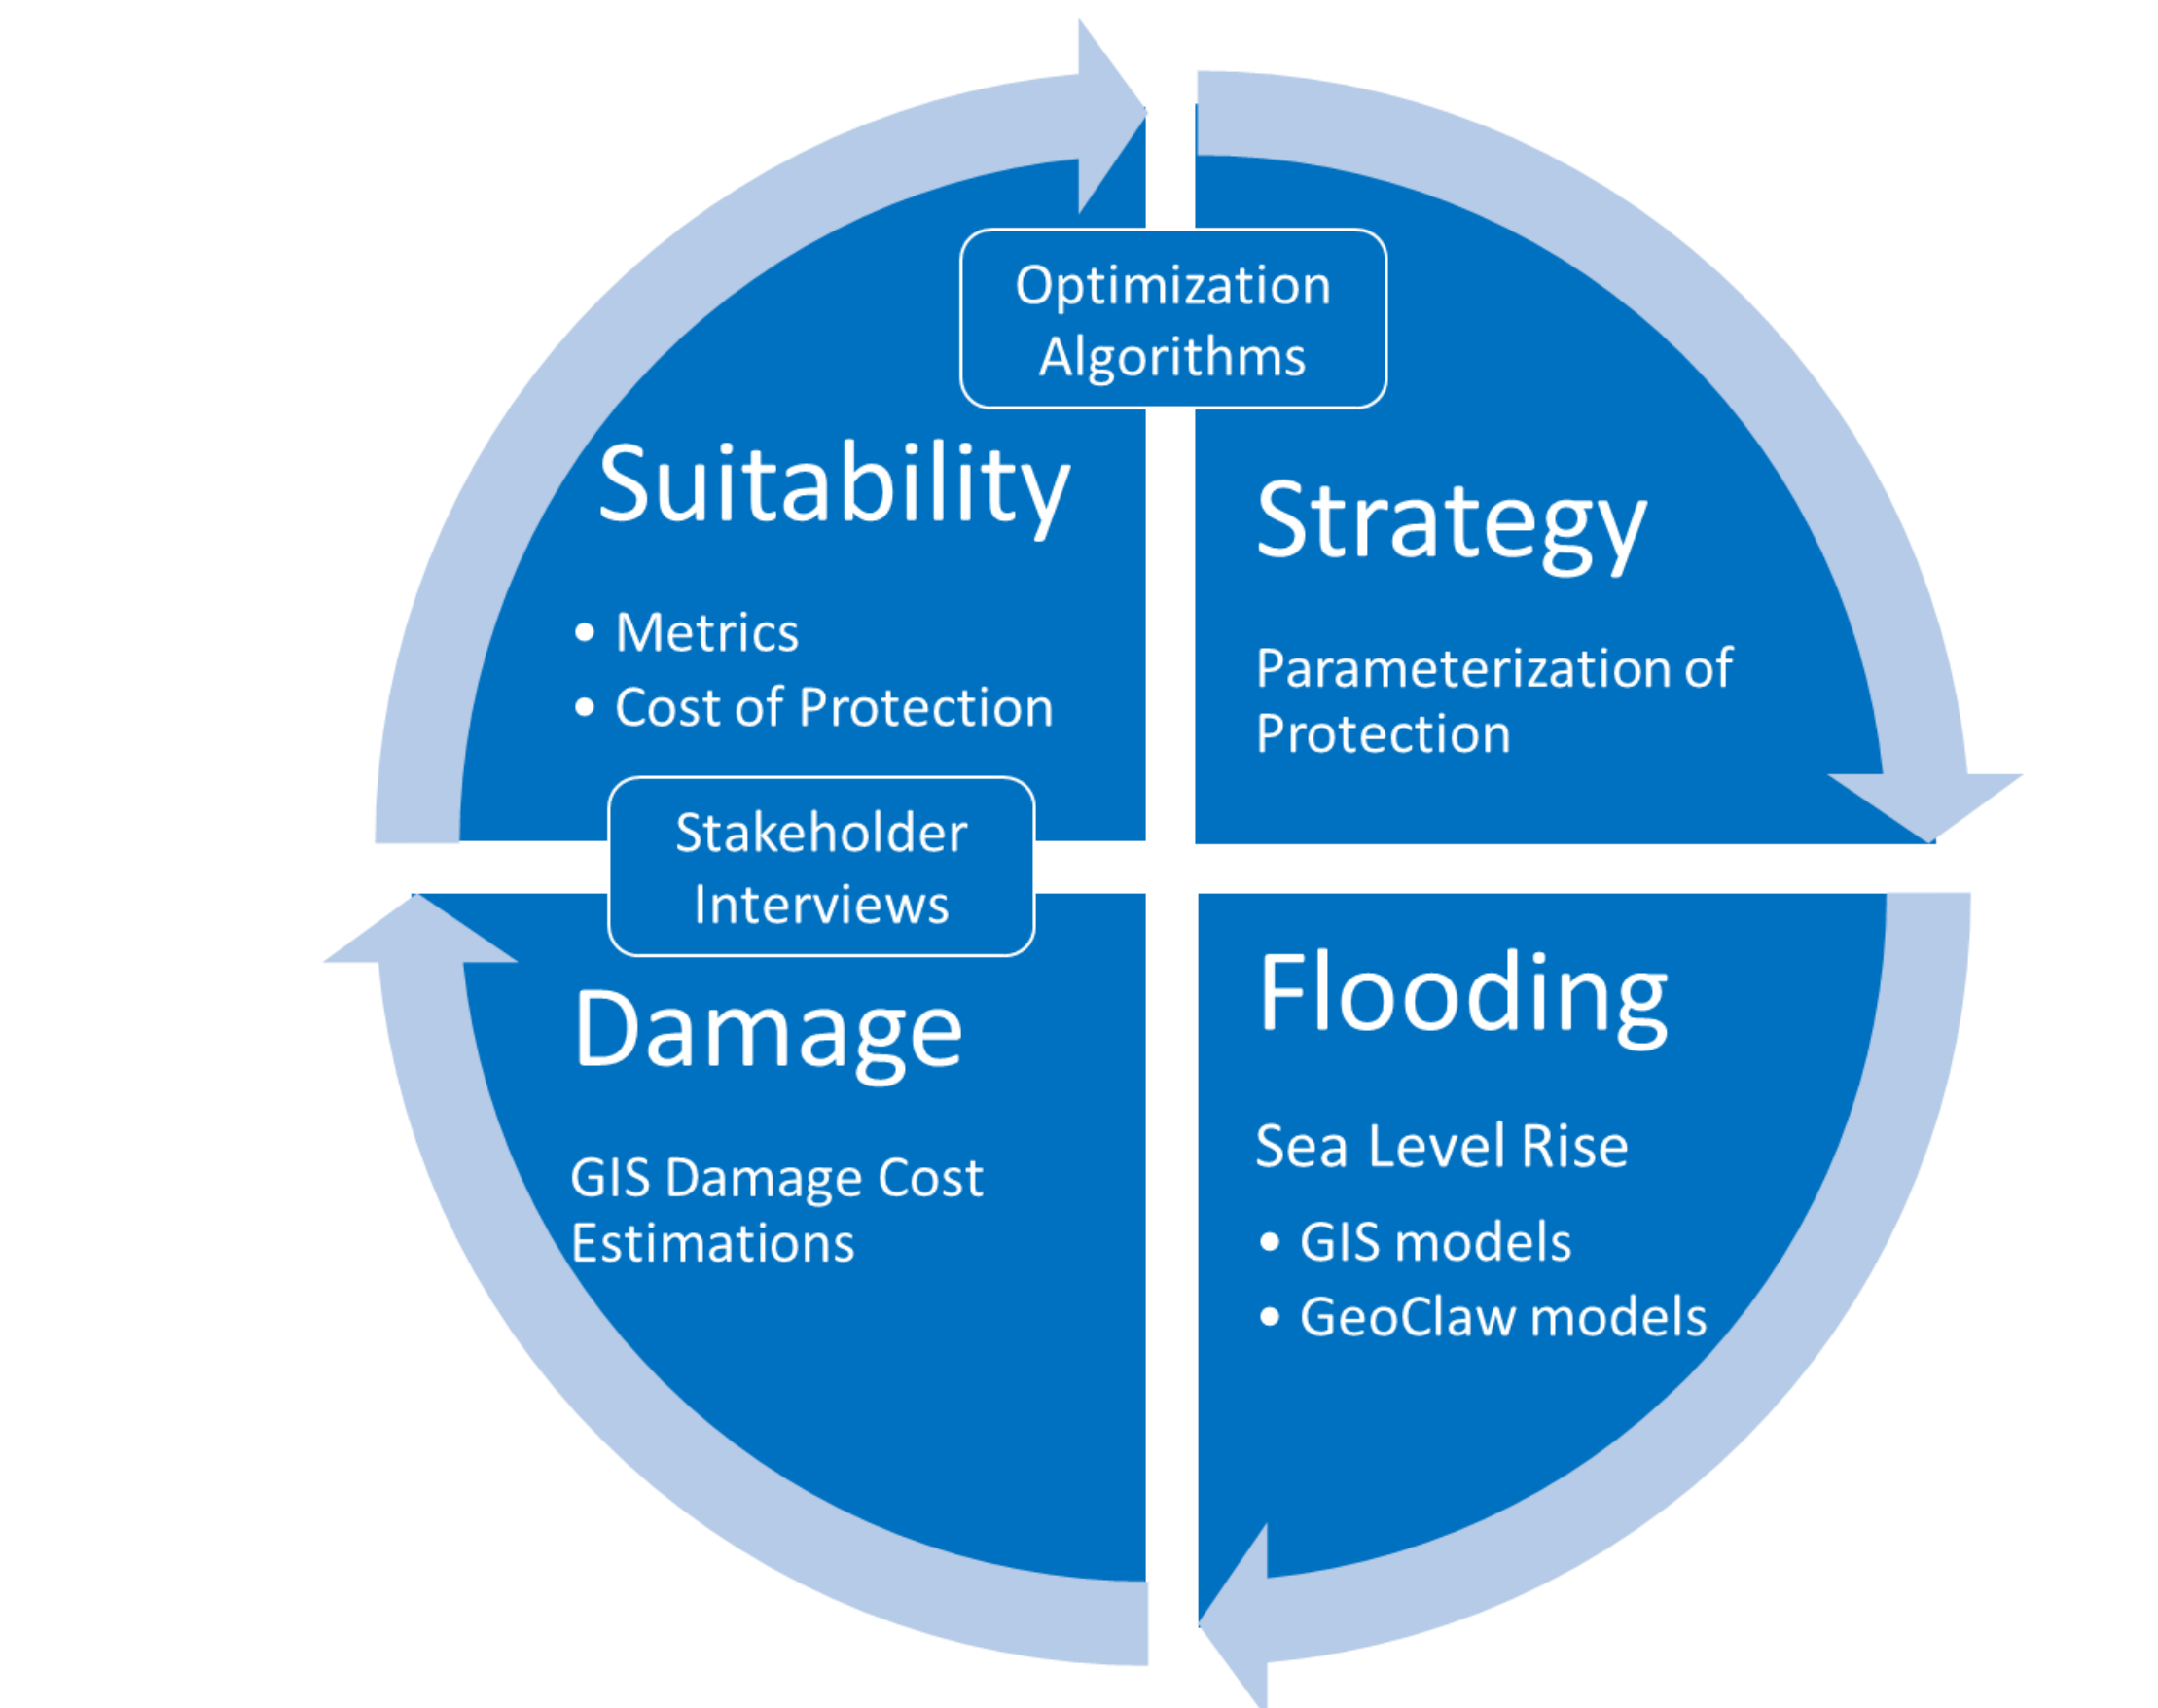 Optimization
Algorithms
Suitability
• Metrics
• Cost of Protection
Strategy
Parameterization of
Protection
Stakeholder
Interviews
Damage
GIS Damage Cost
Estimations
Flooding
Sea Level Rise
• GIS models
• GeoClaw models